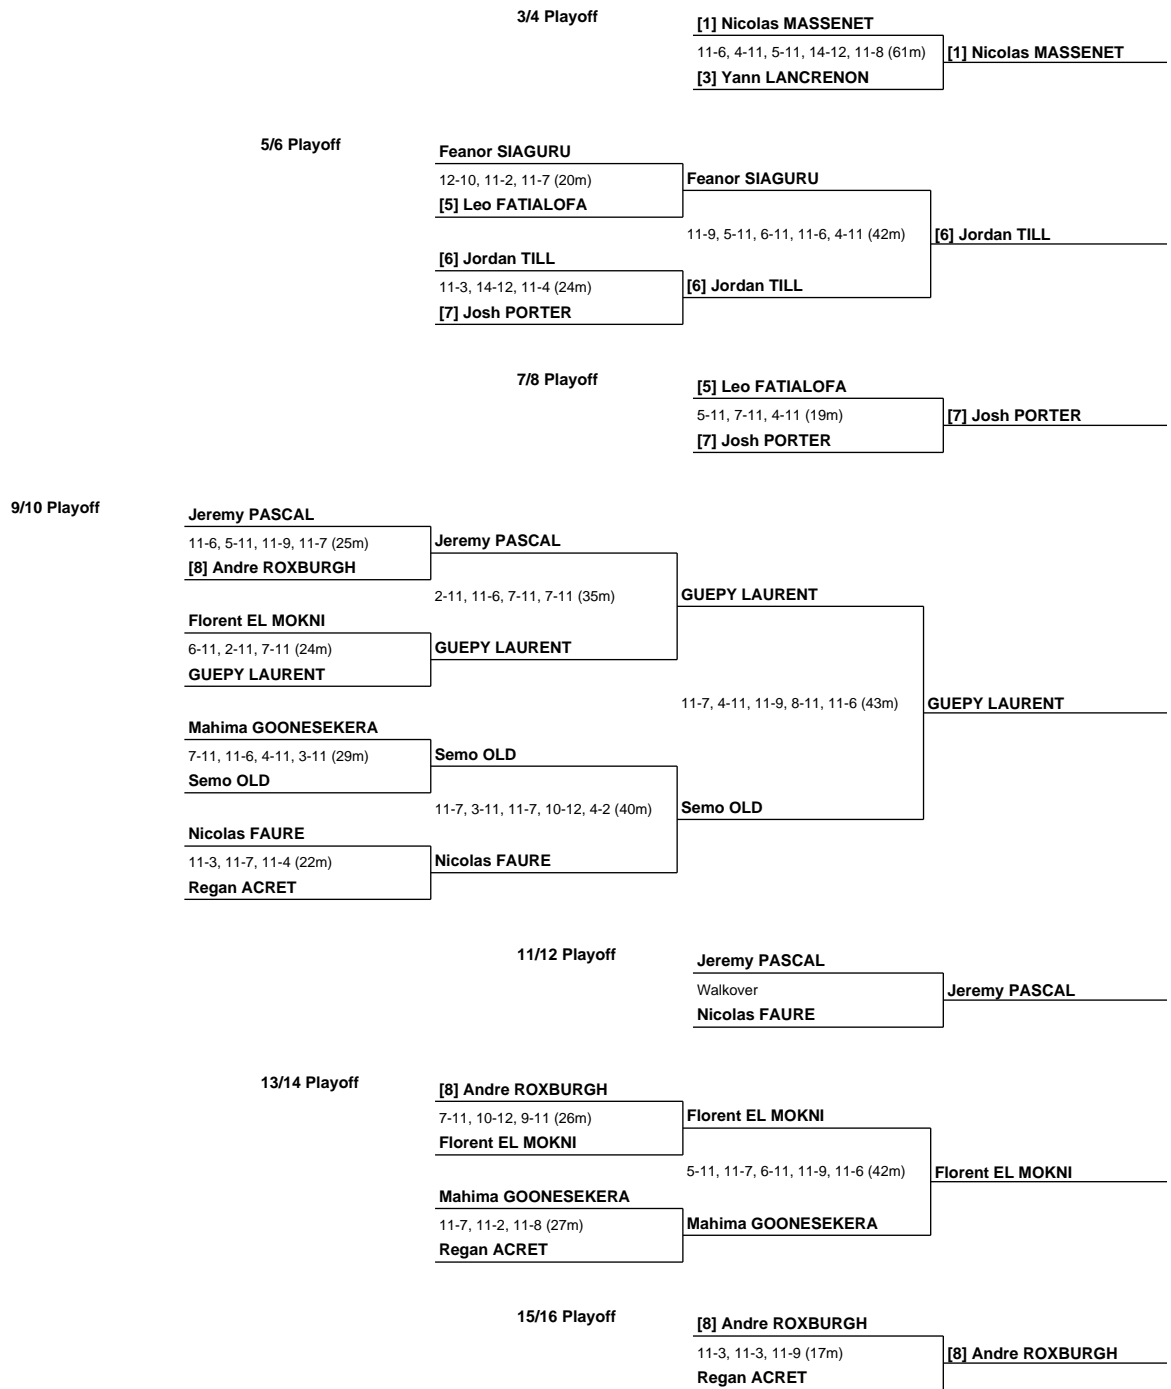 3/4 Playoff
[1] Nicolas MASSENET
11-6, 4-11, 5-11, 14-12, 11-8 (61m)
[1] Nicolas MASSENET
[3] Yann LANCRENON
5/6 Playoff
Feanor SIAGURU
12-10, 11-2, 11-7 (20m)
Feanor SIAGURU
[5] Leo FATIALOFA
11-9, 5-11, 6-11, 11-6, 4-11 (42m)
[6] Jordan TILL
[6] Jordan TILL
11-3, 14-12, 11-4 (24m)
[6] Jordan TILL
[7] Josh PORTER
7/8 Playoff
[5] Leo FATIALOFA
5-11, 7-11, 4-11 (19m)
[7] Josh PORTER
[7] Josh PORTER
9/10 Playoff
Jeremy PASCAL
11-6, 5-11, 11-9, 11-7 (25m)
Jeremy PASCAL
[8] Andre ROXBURGH
2-11, 11-6, 7-11, 7-11 (35m)
GUEPY LAURENT
Florent EL MOKNI
6-11, 2-11, 7-11 (24m)
GUEPY LAURENT
GUEPY LAURENT
11-7, 4-11, 11-9, 8-11, 11-6 (43m)
GUEPY LAURENT
Mahima GOONESEKERA
7-11, 11-6, 4-11, 3-11 (29m)
Semo OLD
Semo OLD
11-7, 3-11, 11-7, 10-12, 4-2 (40m)
Semo OLD
Nicolas FAURE
11-3, 11-7, 11-4 (22m)
Nicolas FAURE
Regan ACRET
11/12 Playoff
Jeremy PASCAL
Walkover
Jeremy PASCAL
Nicolas FAURE
13/14 Playoff
[8] Andre ROXBURGH
7-11, 10-12, 9-11 (26m)
Florent EL MOKNI
Florent EL MOKNI
5-11, 11-7, 6-11, 11-9, 11-6 (42m)
Florent EL MOKNI
Mahima GOONESEKERA
11-7, 11-2, 11-8 (27m)
Mahima GOONESEKERA
Regan ACRET
15/16 Playoff
[8] Andre ROXBURGH
11-3, 11-3, 11-9 (17m)
[8] Andre ROXBURGH
Regan ACRET